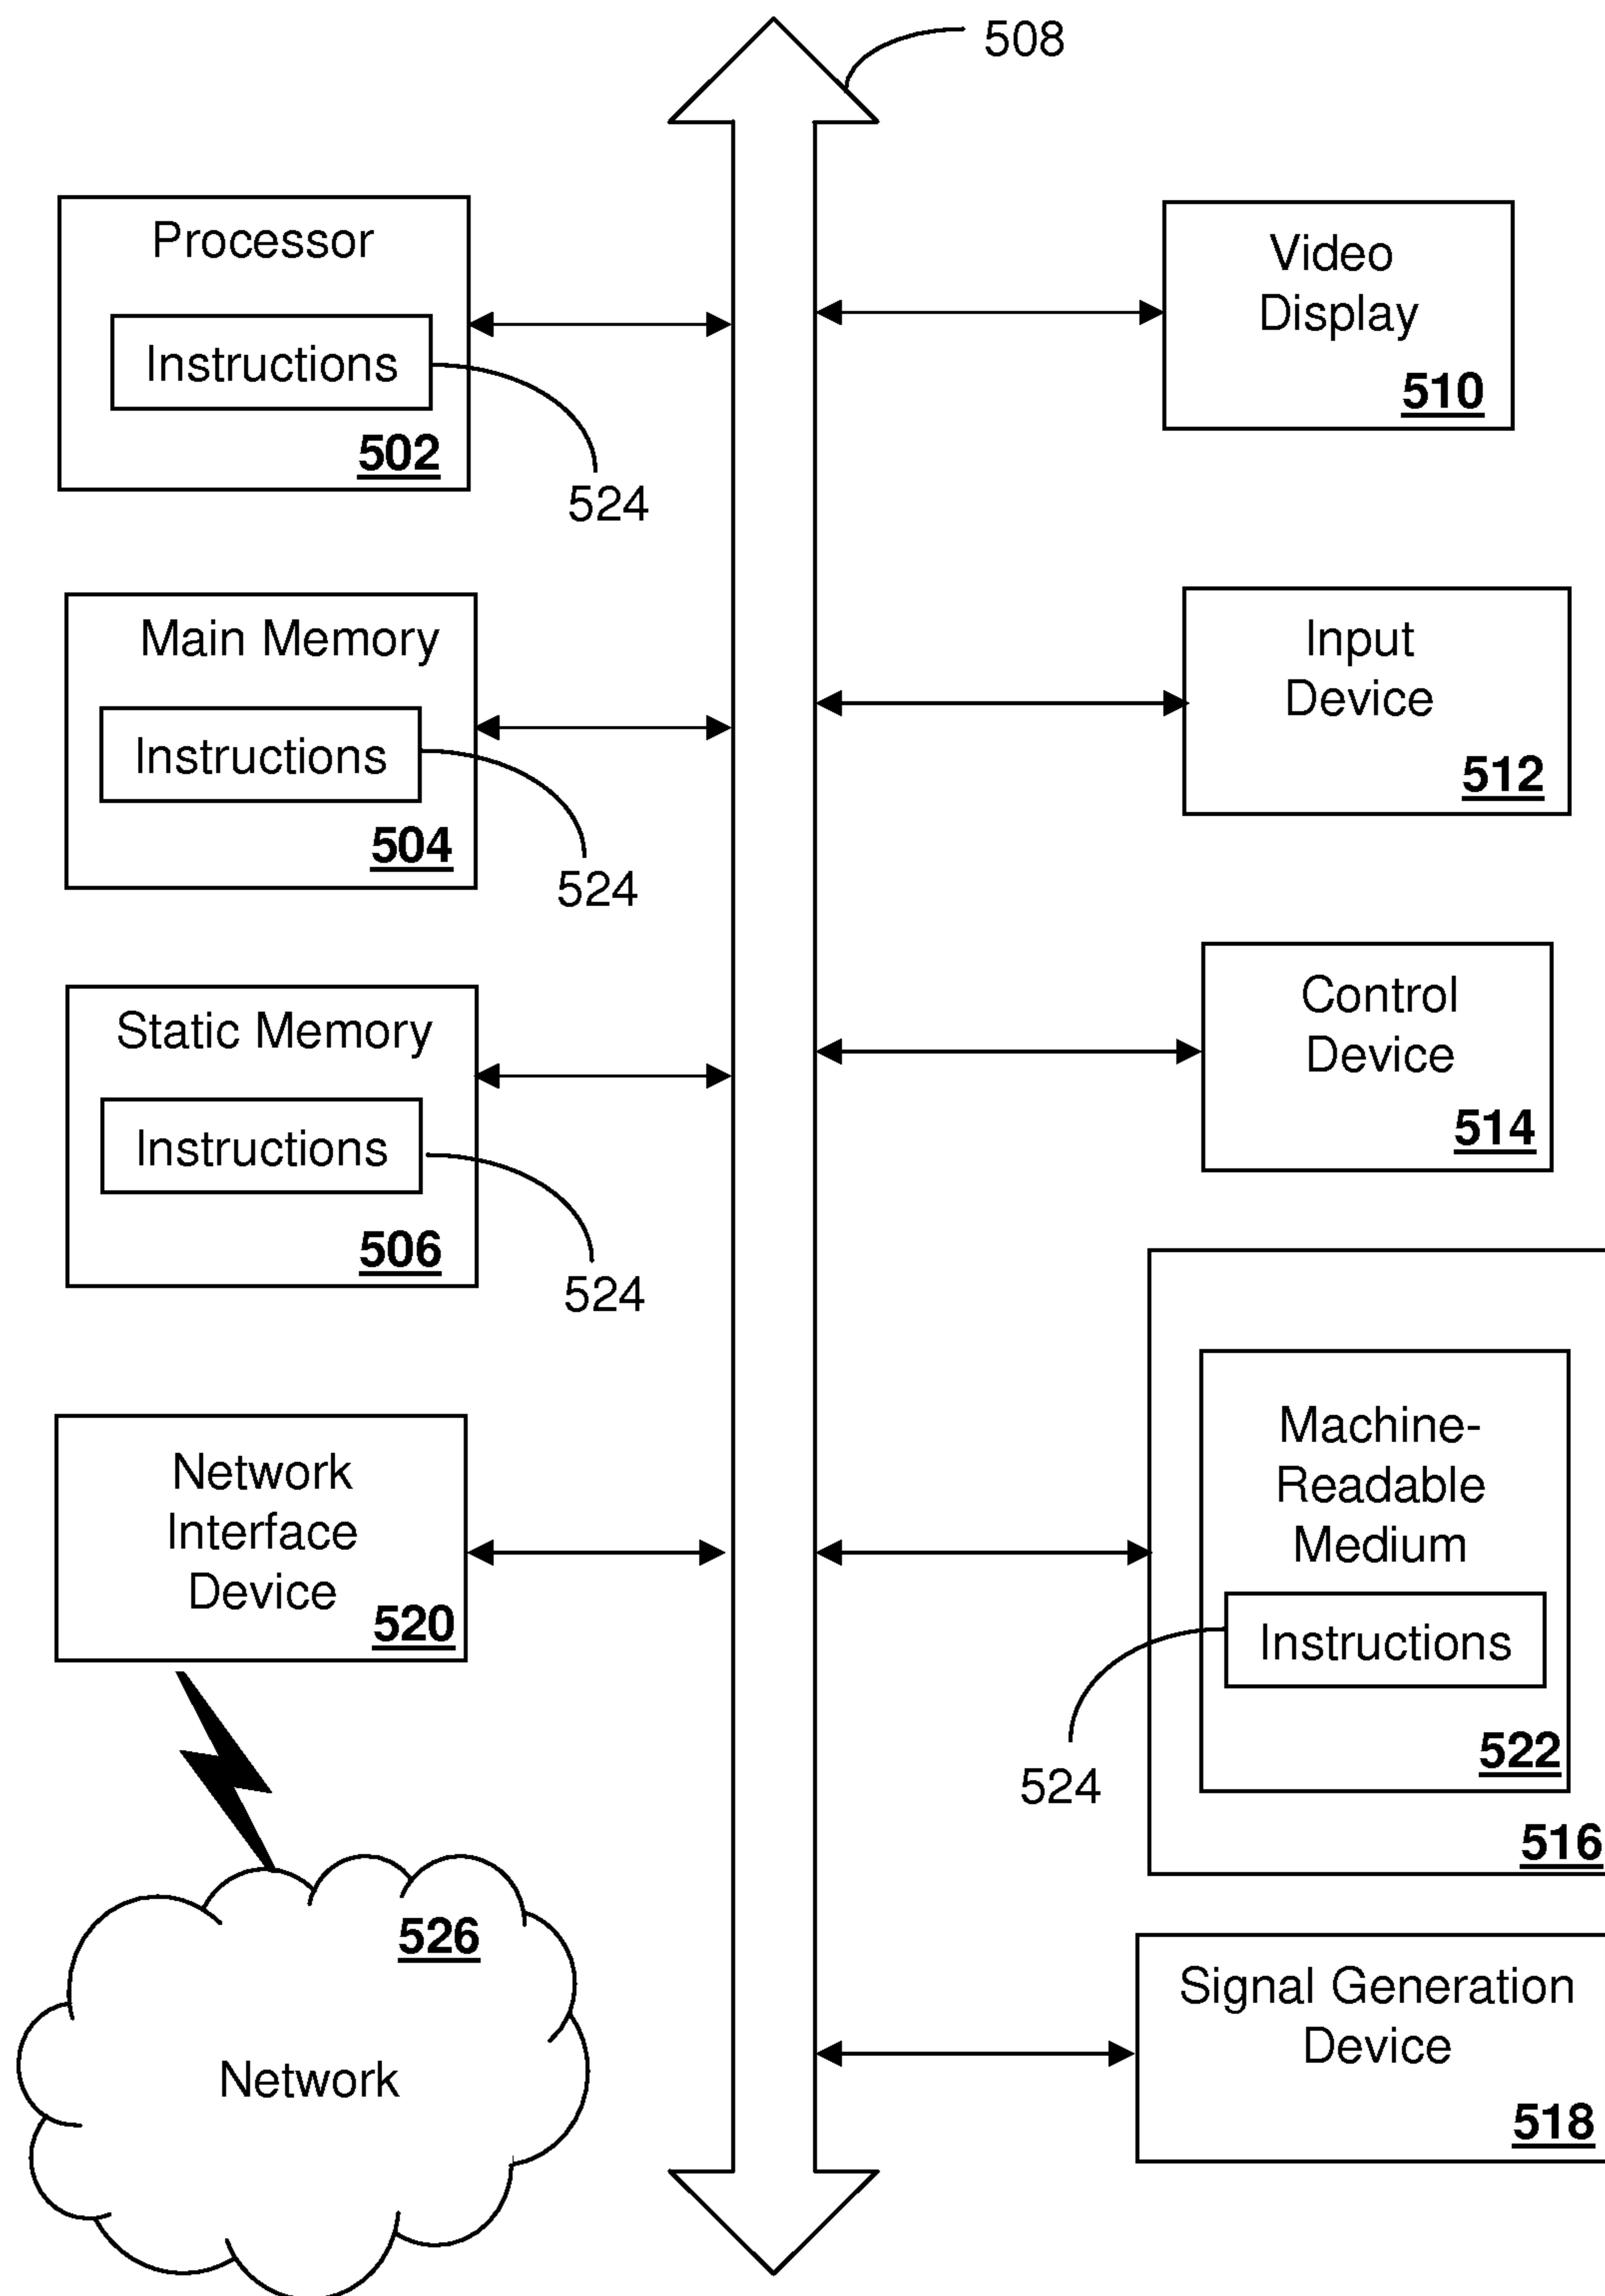 508
Processor
Instructions
502
524
Main Memory
Instructions
504
524
Static Memory
Instructions
506
524
Network
Interface
Device
520
526
Network
Video
Display
510
Input
Device
512
Control
Device
514
Machine-
Readable
Medium
Instructions
522
524
516
Signal Generation
Device
518